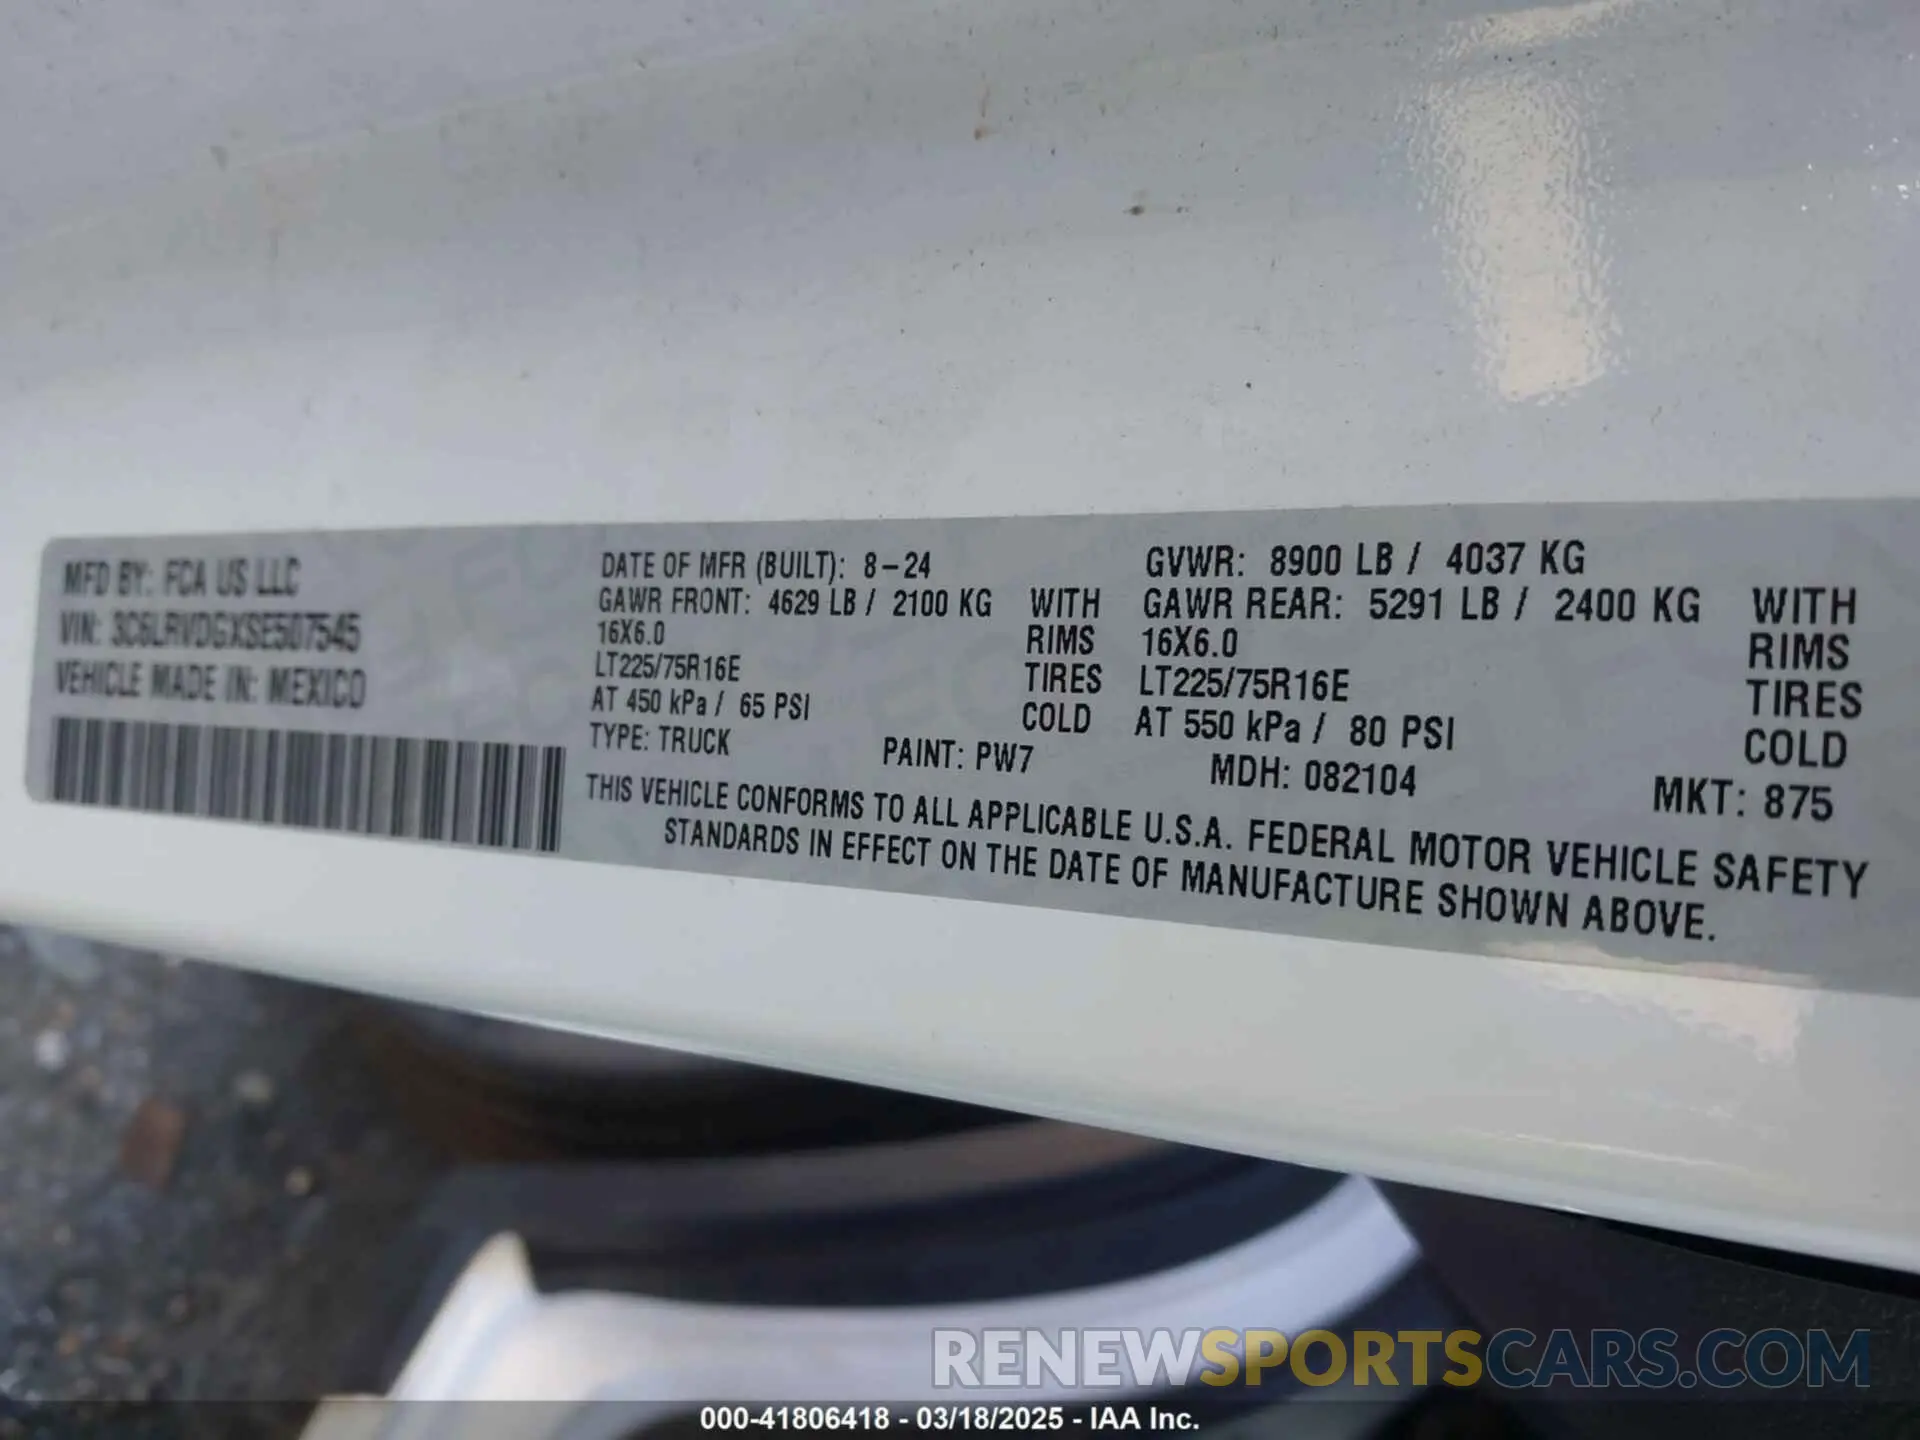 MFD BY: FCA US LLC
VIN: 3C6LRVDGXSE507545
VEHICLE MADE IN: MEXICO
DATE OF MFR (BUILT): 8-24
GVWR: 8900 LB / 4037 KG
GAWR FRONT: 4629 LB / 2100 KG WITH
16X6.0 RIMS
LT225/75R16E TIRES
AT 450 kPa / 65 PSI COLD
GAWR REAR: 5291 LB / 2400 KG WITH
16X6.0 RIMS
LT225/75R16E TIRES
AT 550 kPa / 80 PSI COLD
TYPE: TRUCK PAINT: PW7 MDH: 082104 MKT: 875
THIS VEHICLE CONFORMS TO ALL APPLICABLE U.S.A. FEDERAL MOTOR VEHICLE SAFETY
STANDARDS IN EFFECT ON THE DATE OF MANUFACTURE SHOWN ABOVE.
RENEWSPORTSCARS.COM
000-41806418 - 03/18/2025 - IAA Inc.